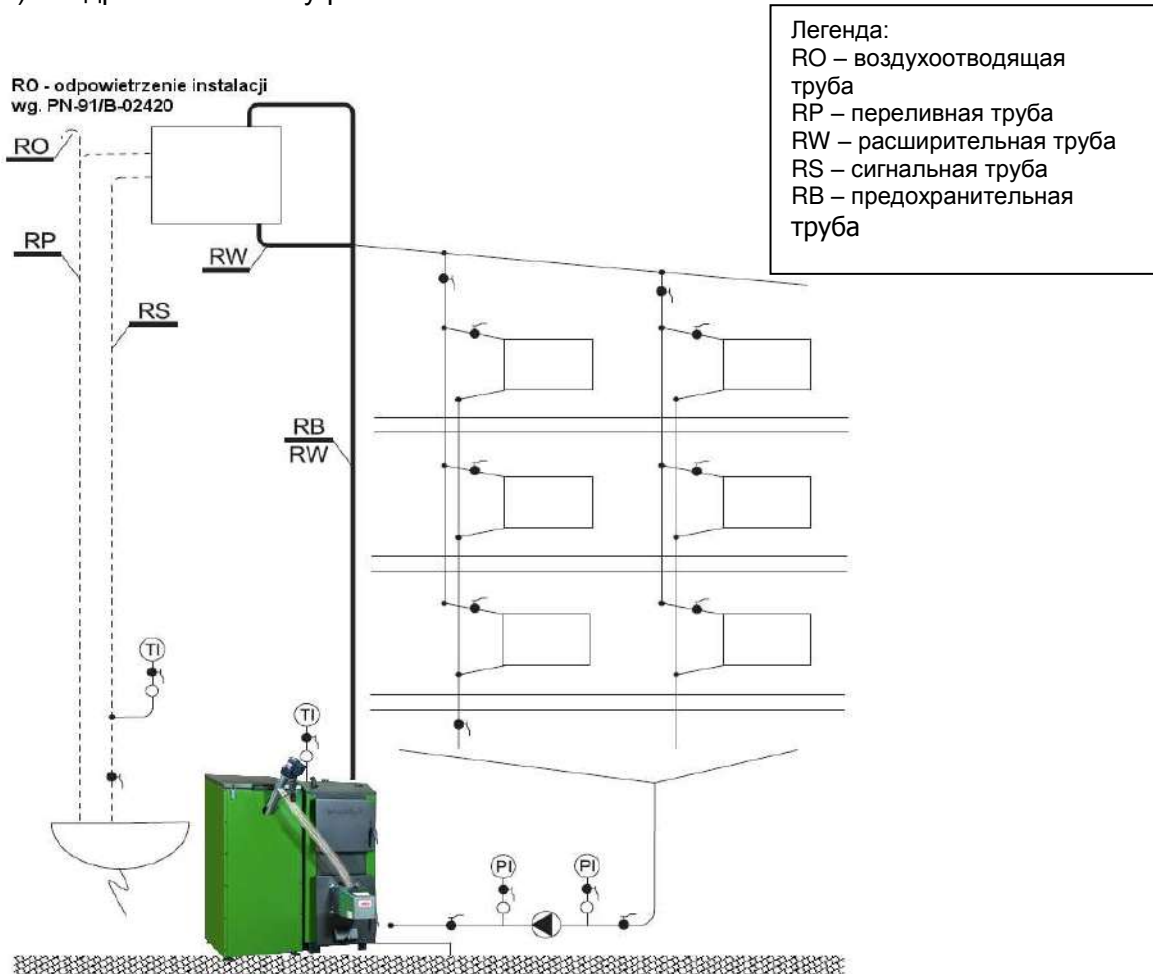 Легенда:
RO – воздухоотводящая
труба
RP – переливная труба
RW – расширительная труба
RS – сигнальная труба
RB – предохранительная
труба
RO - odpowietrzenie instalacji
wg. PN-91/B-02420
RO
RP
RW
RS
RB
RW
TI
TI
PI
PI